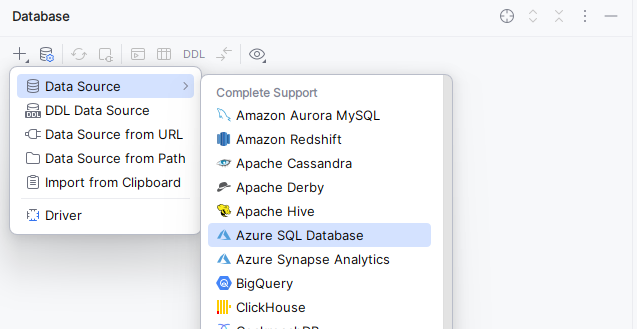 Database
DDL
Data Source
DDL Data Source
DDL
Data Source from URL
Data Source from Path
Import from Clipboard
Driver
Complete Support
Amazon Aurora MySQL
Amazon Redshift
Apache Cassandra
Apache Derby
Apache Hive
Azure SQL Database
Azure Synapse Analytics
BigQuery
ClickHouse